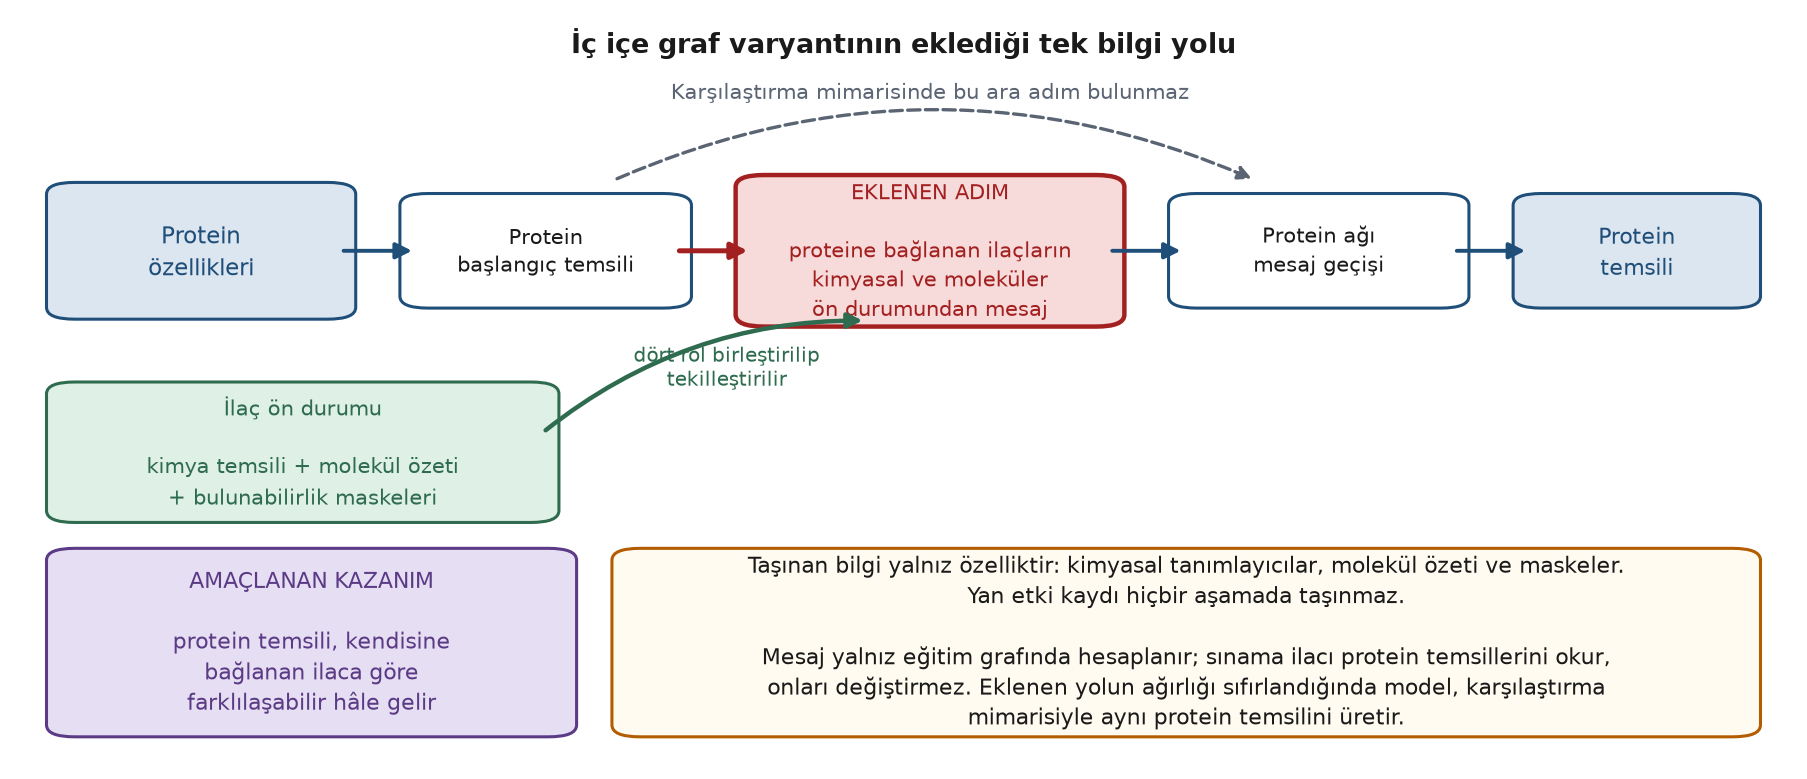 İç içe graf varyantının eklediği tek bilgi yolu
Karşılaştırma mimarisinde bu ara adım bulunmaz
Protein
özellikleri
Protein
başlangıç temsili
EKLENEN ADIM
proteine bağlanan ilaçların
kimyasal ve moleküler
ön durumundan mesaj
Protein ağı
mesaj geçişi
Protein
temsili
dört rol birleştirilip
tekilleştirilir
İlaç ön durumu
kimya temsili + molekül özeti
+ bulunabilirlik maskeleri
AMAÇLANAN KAZANIM
protein temsili, kendisine
bağlanan ilaca göre
farklılaşabilir hâle gelir
Taşınan bilgi yalnız özelliktir: kimyasal tanımlayıcılar, molekül özeti ve maskeler.
Yan etki kaydı hiçbir aşamada taşınmaz.
Mesaj yalnız eğitim grafında hesaplanır; sınama ilacı protein temsillerini okur,
onları değiştirmez. Eklenen yolun ağırlığı sıfırlandığında model, karşılaştırma
mimarisiyle aynı protein temsilini üretir.